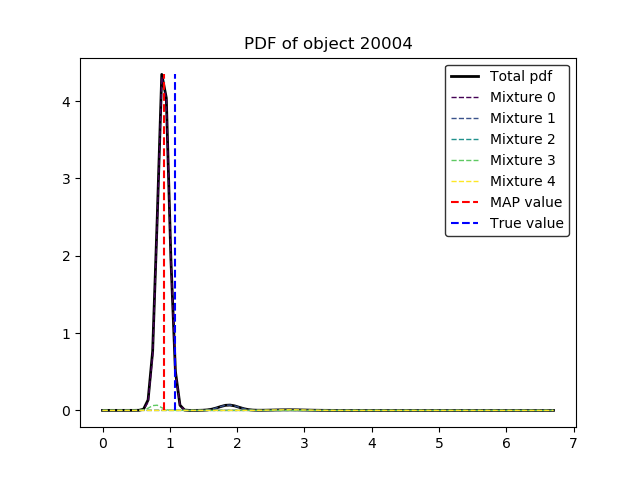 PDF of object 20004
Total pdf
Mixture 0
Mixture 1
Mixture 2
Mixture 3
Mixture 4
MAP value
True value
4
3
2
1
0
0 1 2 3 4 5 6 7